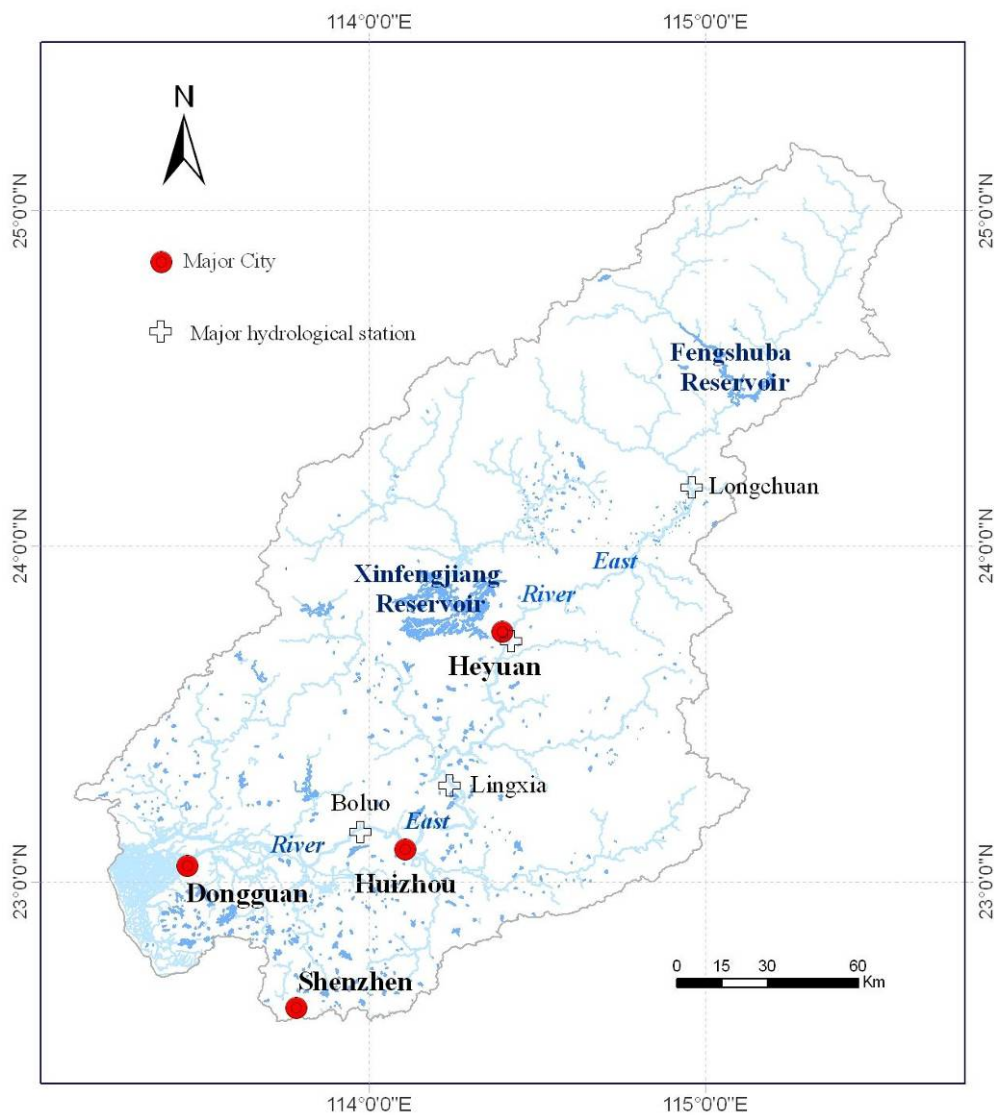 114°0'0"E
115°0'0"E
N
25°0'0"N
25°0'0"N
Major City
Major hydrological station
Fengshuba
Reservoir
Longchuan
24°0'0"N
24°0'0"N
East
Xinfengjiang
Reservoir
River
Heyuan
Lingxia
Boluo
East
River
Huizhou
Dongguan
23°0'0"N
23°0'0"N
Shenzhen
0 15 30 60
Km
114°0'0"E
115°0'0"E